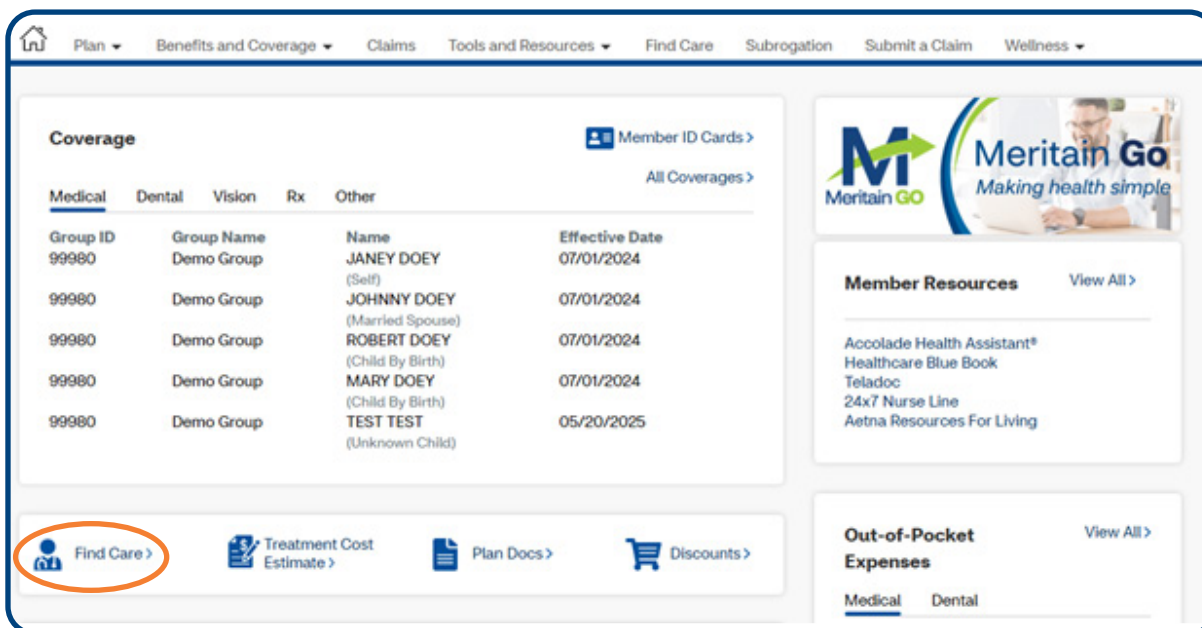 Plan Benefits and Coverage Claims Tools and Resources Find Care Subrogation Submit a Claim Wellness
Coverage
Member ID Cards >
All Coverages >
Medical Dental Vision Rx Other
Group ID Group Name Name Effective Date
99980 Demo Group JANEY DOEY 07/01/2024
(Self)
99980 Demo Group JOHNNY DOEY 07/01/2024
(Married Spouse)
99980 Demo Group ROBERT DOEY 07/01/2024
(Child By Birth)
99980 Demo Group MARY DOEY 07/01/2024
(Child By Birth)
99980 Demo Group TEST TEST 05/20/2025
(Unknown Child)
Find Care >
Treatment Cost
Estimate >
Plan Docs >
Discounts >
M
Meritain GO
Meritain Go
Making health simple
Member Resources View All >
Accolade Health Assistant®
Healthcare Blue Book
Teladoc
24x7 Nurse Line
Aetna Resources For Living
Out-of-Pocket
Expenses
View All >
Medical Dental